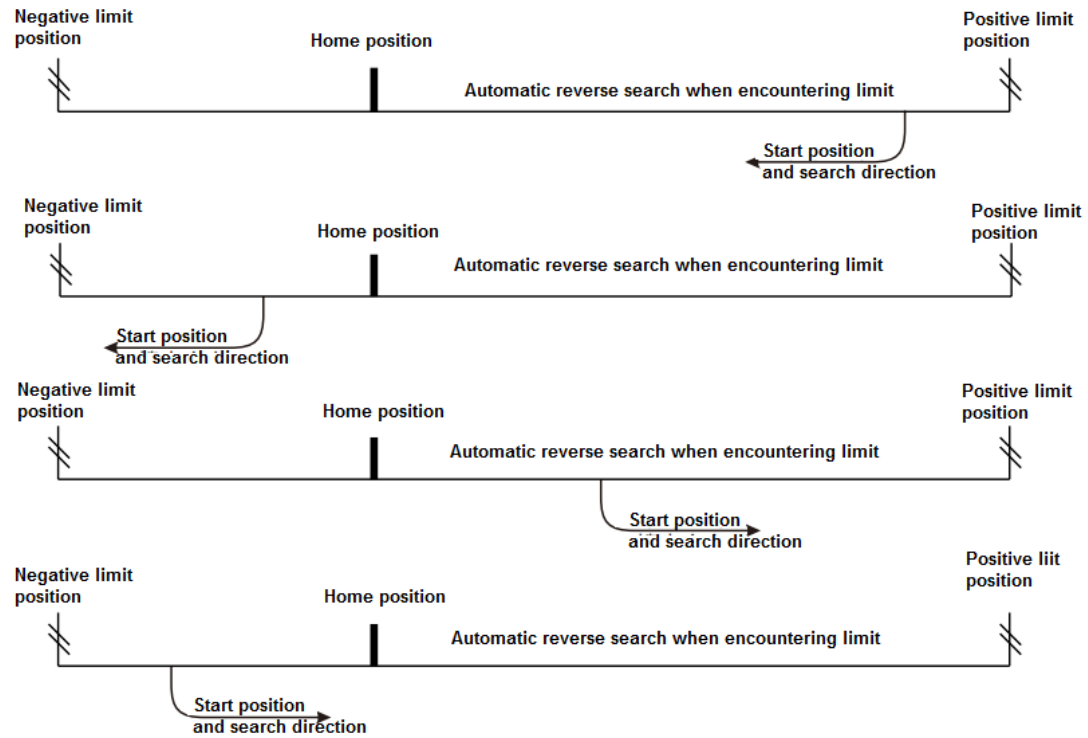 Negative limit
position
Home position
Positive limit
position
Automatic reverse search when encountering limit
Start position
and search direction
Negative limit
position
Home position
Positive limit
position
Automatic reverse search when encountering limit
Start position
and search direction
Negative limit
position
Home position
Positive limit
position
Automatic reverse search when encountering limit
Start position
and search direction
Negative limit
position
Home position
Positive liit
position
Automatic reverse search when encountering limit
Start position
and search direction